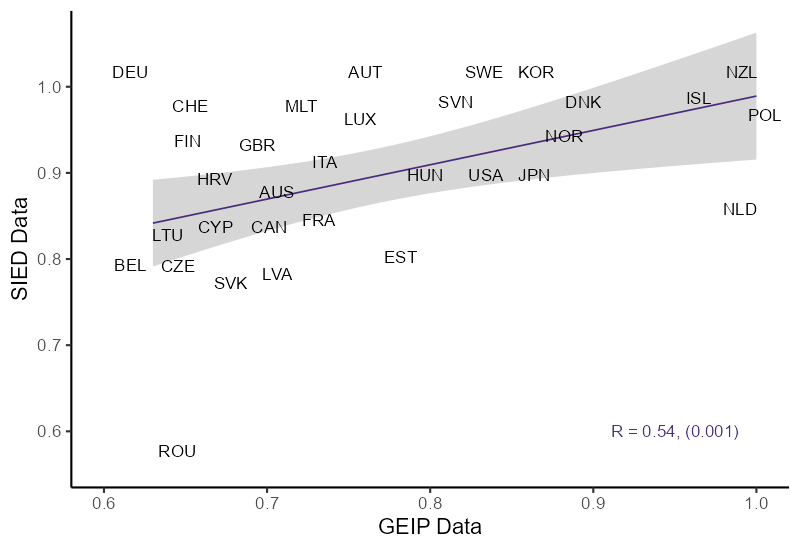 DEU
AUT
SWE
KOR
NZL
1.0
CHE
MLT
SVN
DNK
ISL
LUX
POL
FIN
GBR
NOR
ITA
0.9
HRV
HUN
USA
JPN
AUS
NLD
LTU
CYP
CAN
FRA
0.8
BEL
CZE
EST
SVK
LVA
0.7
0.6
R = 0.54, (0.001)
ROU
SIED Data
0.6 0.7 0.8 0.9 1.0
GEIP Data